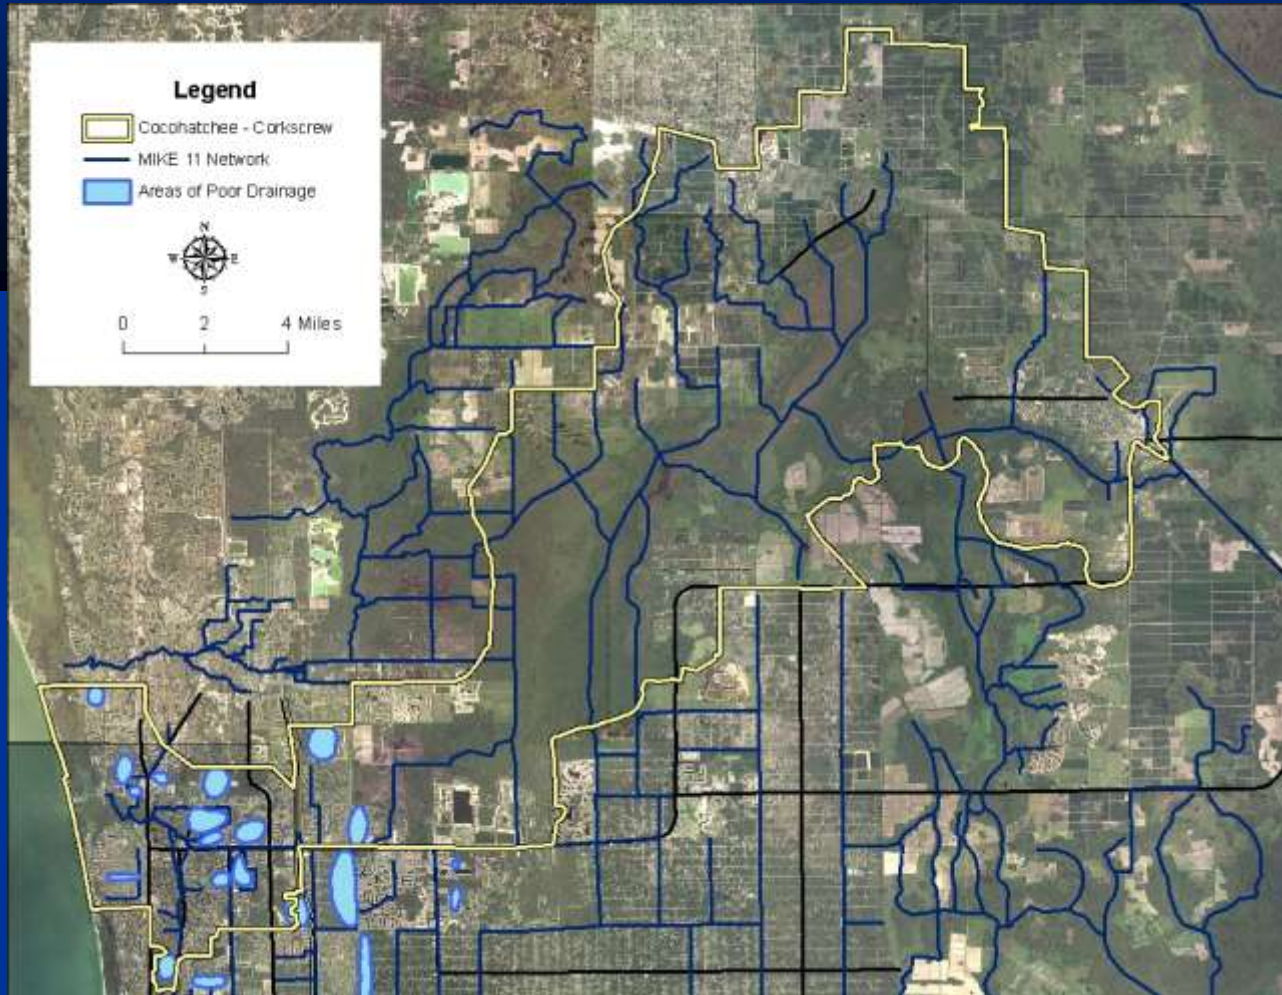 Legend
Cocohatchee - Corkscrew
MIKE 11 Network
Areas of Poor Drainage
N
W E
S
0 2 4 Miles